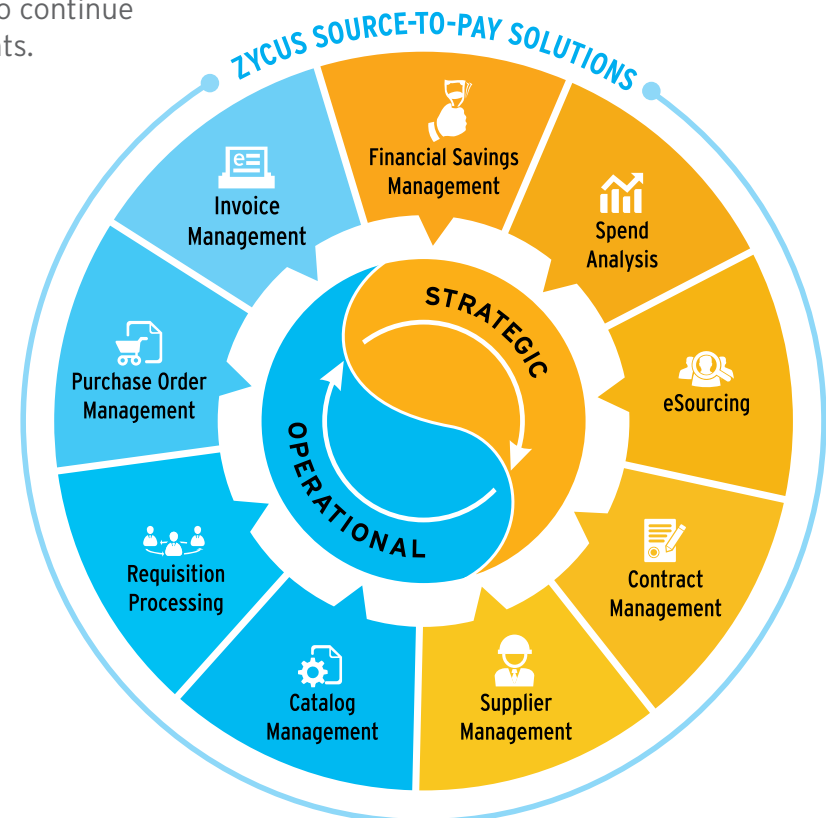 o continue
ts.
ZYCUS SOURCE-TO-PAY SOLUTIONS
Financial Savings
Management
Spend
Analysis
eSourcing
Contract
Management
Supplier
Management
Catalog
Management
Requisition
Processing
Purchase Order
Management
e
Invoice
Management
STRATEGIC
OPERATIONAL